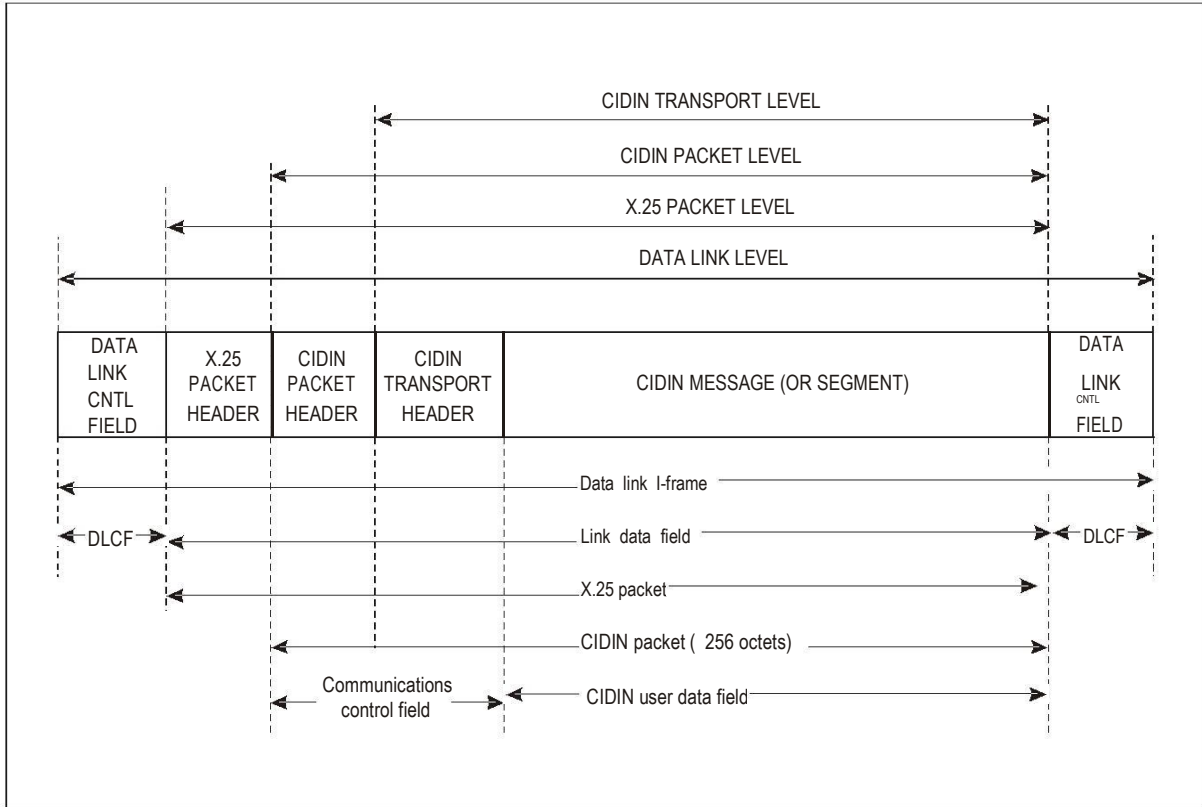 CIDIN TRANSPORT LEVEL
CIDIN PACKET LEVEL
X.25 PACKET LEVEL
DATA LINK LEVEL
DATA
LINK
CNTL
FIELD
X.25
PACKET
HEADER
CIDIN
PACKET
HEADER
CIDIN
TRANSPORT
HEADER
CIDIN MESSAGE (OR SEGMENT)
DATA
LINK
CNTL
FIELD
Data link I-frame
DLCF
Link data field
DLCF
X.25 packet
CIDIN packet ( 256 octets)
Communications
control field
CIDIN user data field